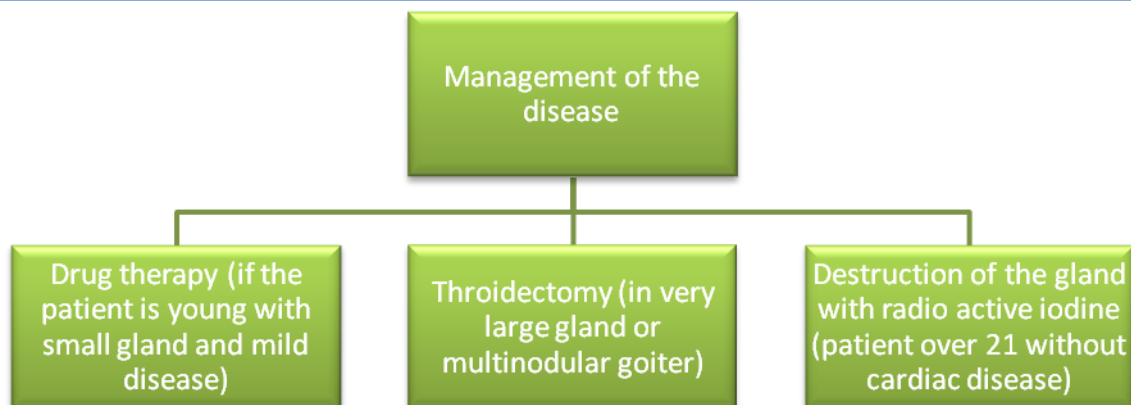 Management of the
disease
Drug therapy (if the
patient is young with
small gland and mild
disease)
Throidectomy (in very
large gland or
multinodular goiter)
Destruction of the gland
with radio active iodine
(patient over 21 without
cardiac disease)